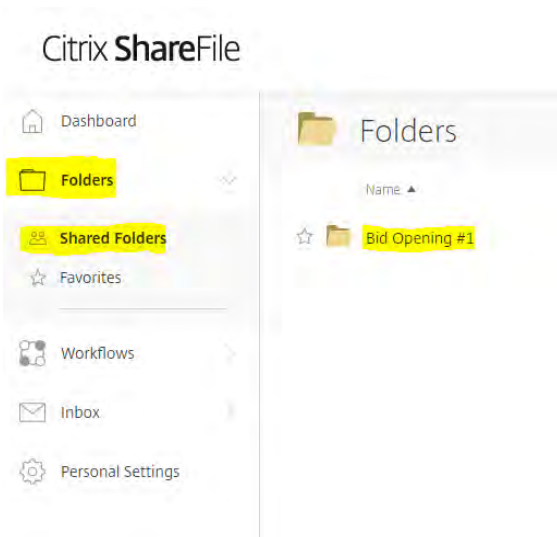 Citrix ShareFile
Dashboard
Folders
Shared Folders
Favorites
Workflows
Inbox
Personal Settings
Folders
Name
Bid Opening #1